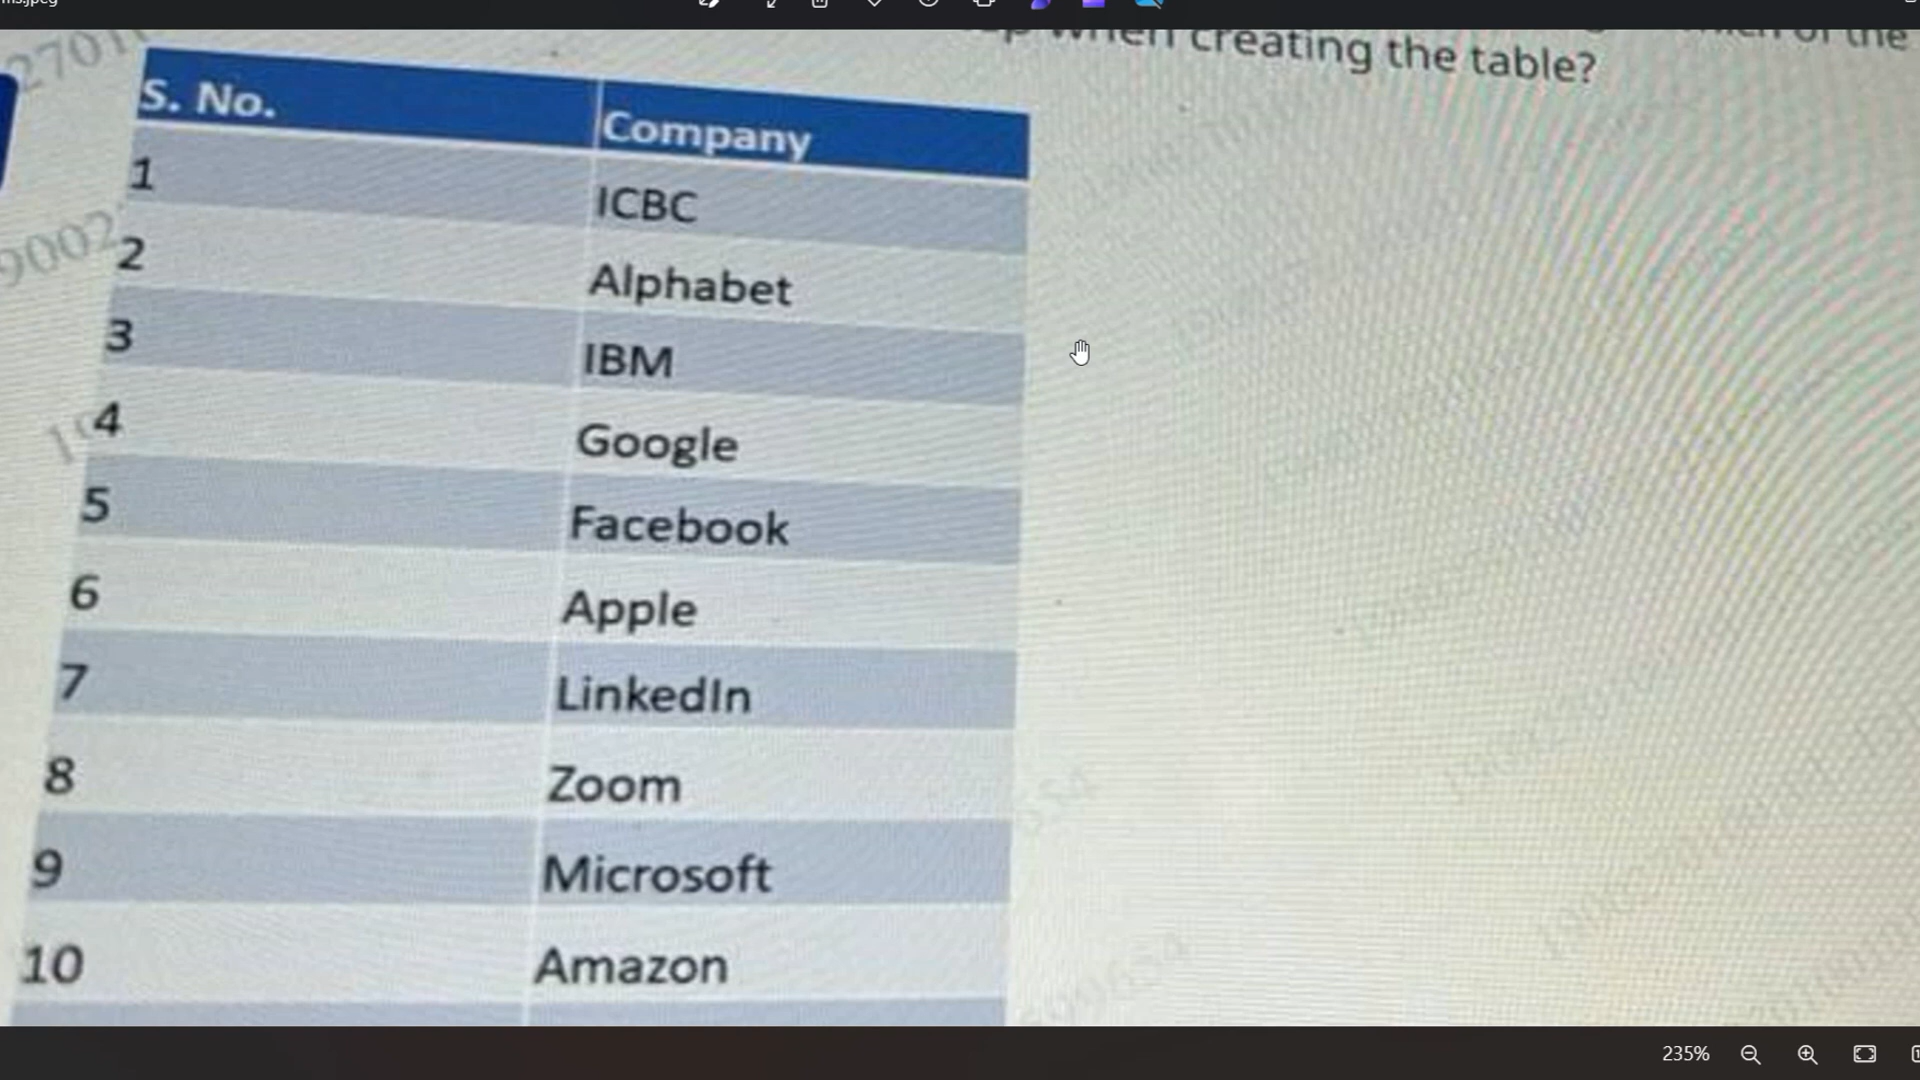 when creating the table?
S. No. Company
1 ICBC
2 Alphabet
3 IBM
4 Google
5 Facebook
6 Apple
7 LinkedIn
8 Zoom
9 Microsoft
10 Amazon
235%